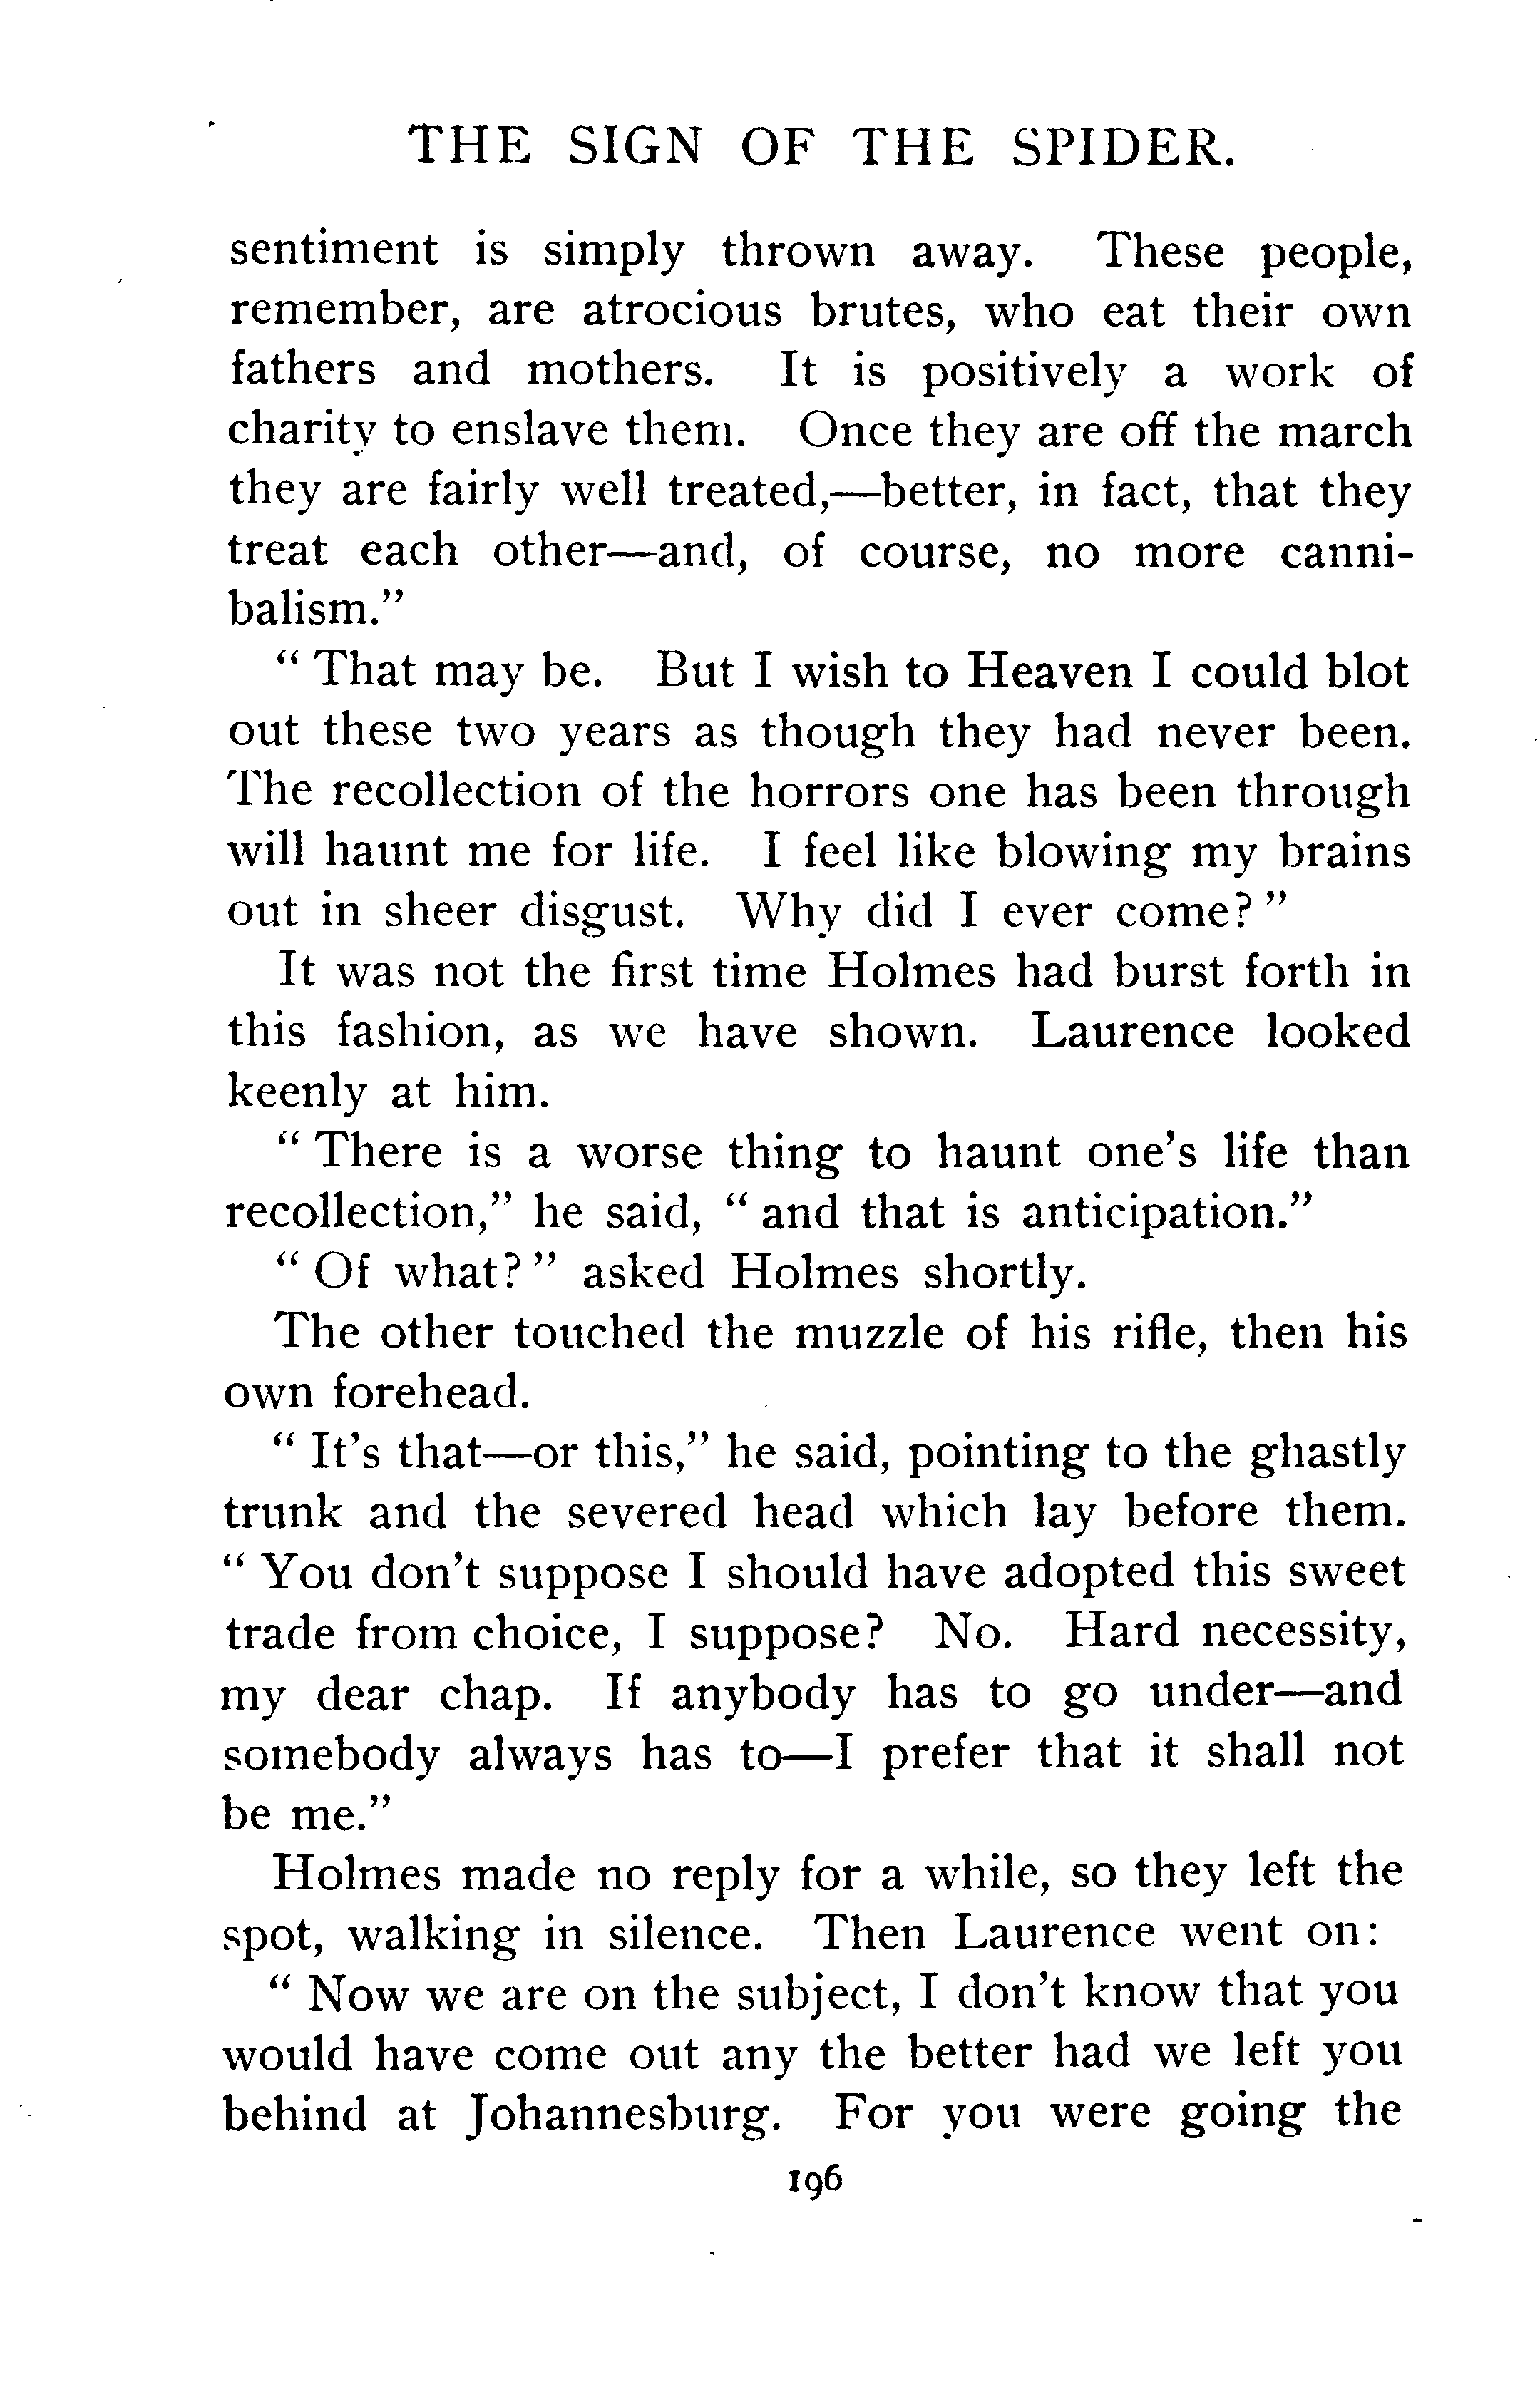 THE SIGN OF THE SPIDER.
sentiment is simply thrown away. These people,
remember, are atrocious brutes, who eat their own
fathers and mothers. It is positively a work of
charity to enslave them. Once they are off the march
they are fairly well treated,—better, in fact, that they
treat each other—and, of course, no more canni-
balism."
" That may be. But I wish to Heaven I could blot
out these two years as though they had never been.
The recollection of the horrors one has been through
will haunt me for life. I feel like blowing my brains
out in sheer disgust. Why did I ever come? "
It was not the first time Holmes had burst forth in
this fashion, as we have shown. Laurence looked
keenly at him.
" There is a worse thing to haunt one's life than
recollection," he said, " and that is anticipation."
" Of what? " asked Holmes shortly.
The other touched the muzzle of his rifle, then his
own forehead.
" It's that—or this," he said, pointing to the ghastly
trunk and the severed head which lay before them.
" You don't suppose I should have adopted this sweet
trade from choice, I suppose? No. Hard necessity,
my dear chap. If anybody has to go under—and
somebody always has to—I prefer that it shall not
be me."
Holmes made no reply for a while, so they left the
spot, walking in silence. Then Laurence went on:
" Now we are on the subject, I don't know that you
would have come out any the better had we left you
behind at Johannesburg. For you were going the
196